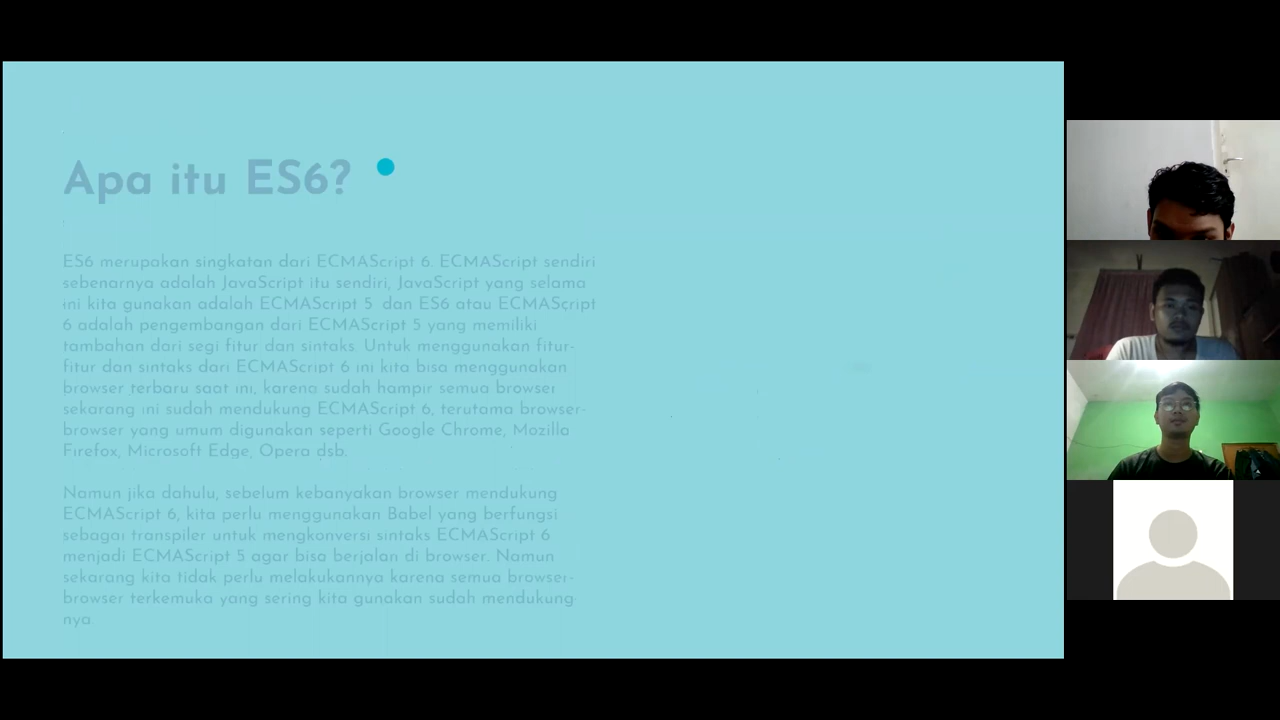 Apa itu ES6?
ES6 merupakan singkatan dari ECMAScript 6. ECMAScript sendiri
sebenarnya adalah JavaScript itu sendiri, JavaScript yang selama
ini kita gunakan adalah ECMAScript 5 dan ES6 atau ECMAScript
6 adalah pengembangan dari ECMAScript 5 yang memiliki
tambahan dari segi fitur dan sintaks. Untuk menggunakan fitur-
fitur dan sintaks dari ECMAScript 6 ini kita bisa menggunakan
browser terbaru saat ini, karena sudah hampir semua browser
sekarang ini sudah mendukung ECMAScript 6, terutama browser-
browser yang umum digunakan seperti Google Chrome, Mozilla
Firefox, Microsoft Edge, Opera dsb.
Namun jika dahulu, sebelum kebanyakan browser mendukung
ECMAScript 6, kita perlu menggunakan Babel yang berfungsi
sebagai transpiler untuk mengkonversi sintaks ECMAScript 6
menjadi ECMAScript 5 agar bisa berjalan di browser. Namun
sekarang kita tidak perlu melakukannya karena semua browser-
browser terkemuka yang sering kita gunakan sudah mendukung
nya